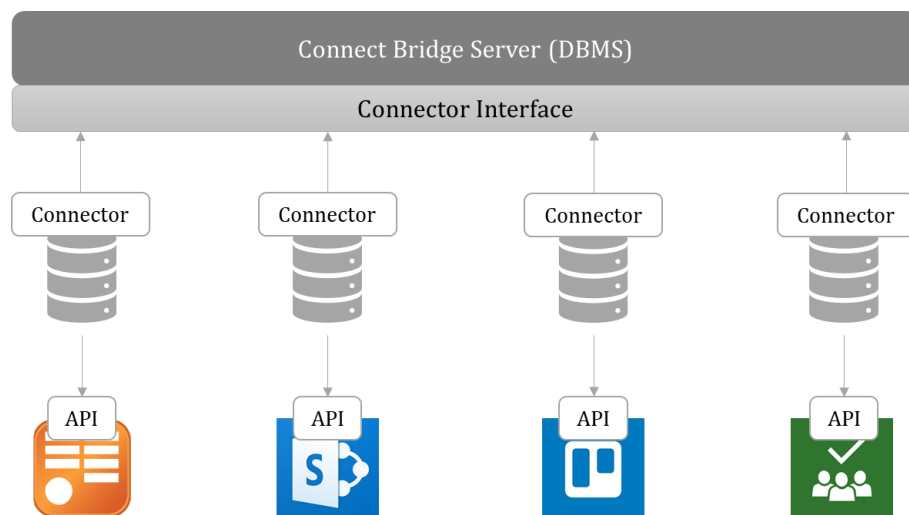 Connect Bridge Server (DBMS)
Connector Interface
Connector
Connector
Connector
Connector
API
API
API
API
S